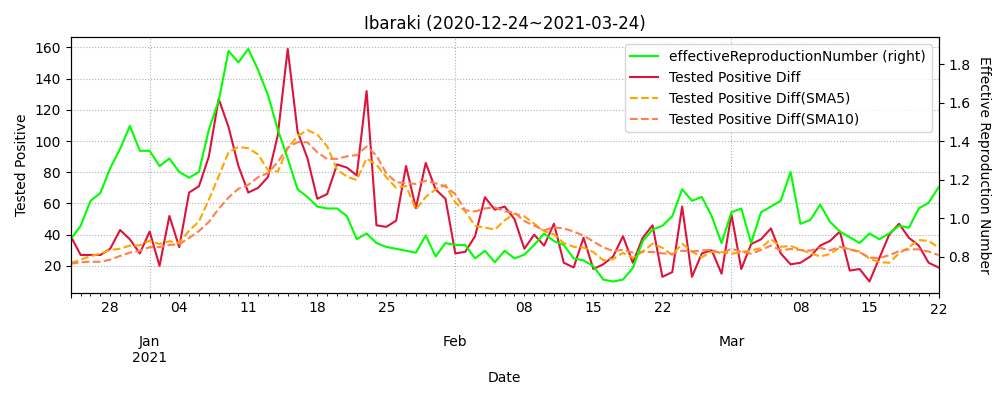 Ibaraki (2020-12-24~2021-03-24)
effectiveReproductionNumber (right)
Tested Positive Diff
Tested Positive Diff(SMA5)
Tested Positive Diff(SMA10)
Tested Positive
160
140
120
100
80
60
40
20
1.8
1.6
1.4
1.2
1.0
0.8
Effective Reproduction Number
28 04 11 18 25 08 15 22 08 15 22
Jan Feb Mar
2021
Date